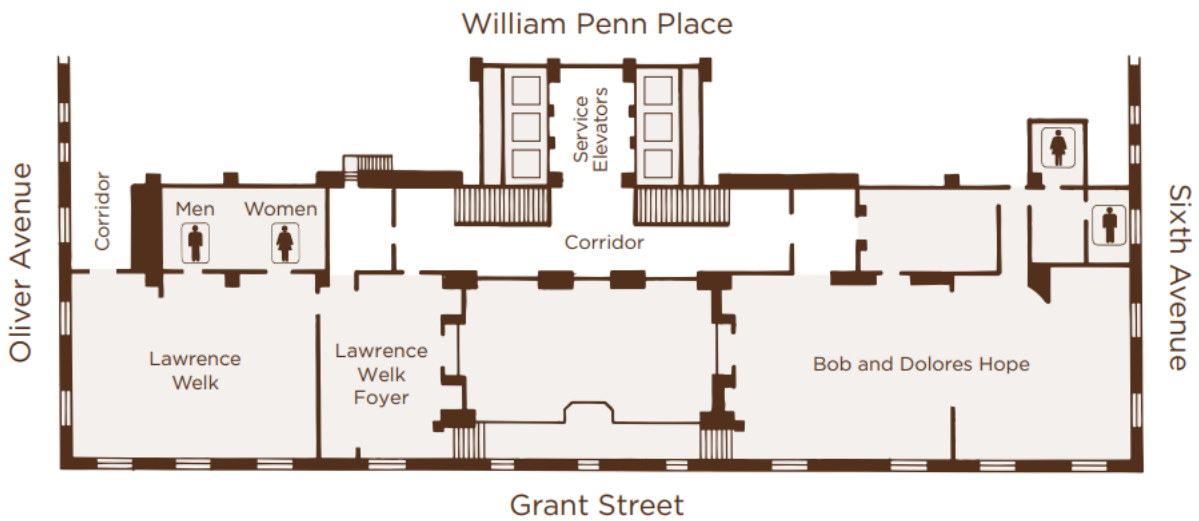 William Penn Place
Service
Elevators
Oliver Avenue
Corridor
Men
Women
Corridor
Sixth Avenue
Lawrence
Welk
Lawrence
Welk
Foyer
Bob and Dolores Hope
Grant Street